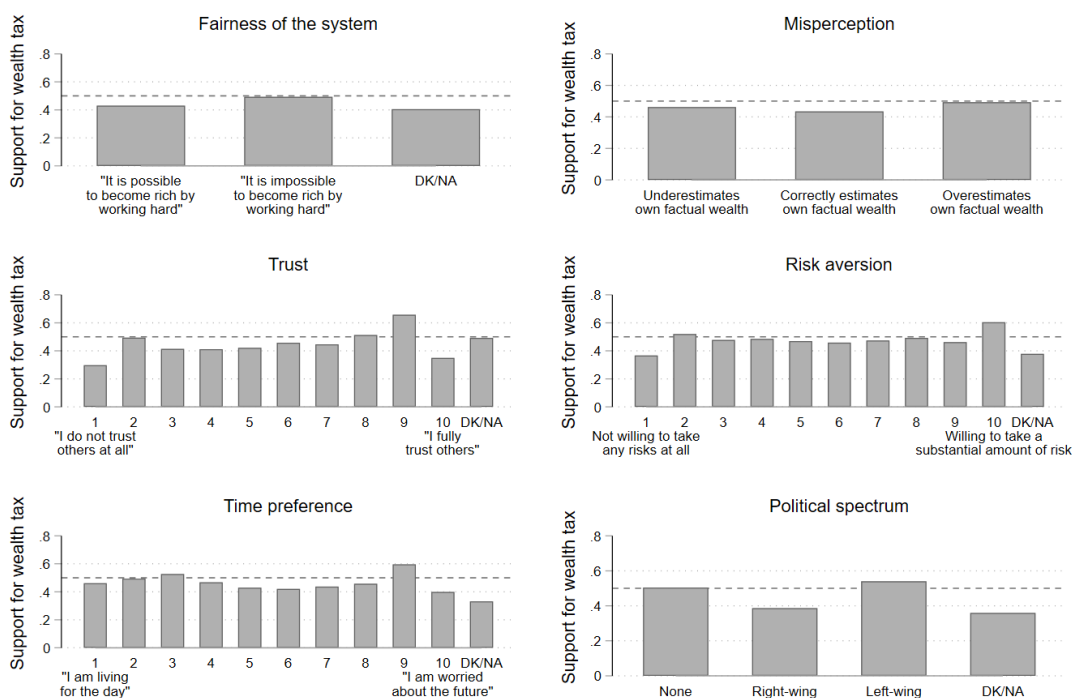 Fairness of the system
Support for wealth tax
.8
.6
.4
.2
0
"It is possible
to become rich by
working hard"
"It is impossible
to become rich by
working hard"
DK/NA
Misperception
Support for wealth tax
.8
.6
.4
.2
0
Underestimates
own factual wealth
Correctly estimates
own factual wealth
Overestimates
own factual wealth
Trust
Support for wealth tax
.8
.6
.4
.2
0
1 2 3 4 5 6 7 8 9 10 DK/NA
"I do not trust
others at all"
"I fully
trust others"
Risk aversion
Support for wealth tax
.8
.6
.4
.2
0
1 2 3 4 5 6 7 8 9 10 DK/NA
Not willing to take
any risks at all
Willing to take a
substantial amount of risk
Time preference
Support for wealth tax
.8
.6
.4
.2
0
1 2 3 4 5 6 7 8 9 10 DK/NA
"I am living
for the day"
"I am worried
about the future"
Political spectrum
Support for wealth tax
.8
.6
.4
.2
0
None Right-wing Left-wing DK/NA